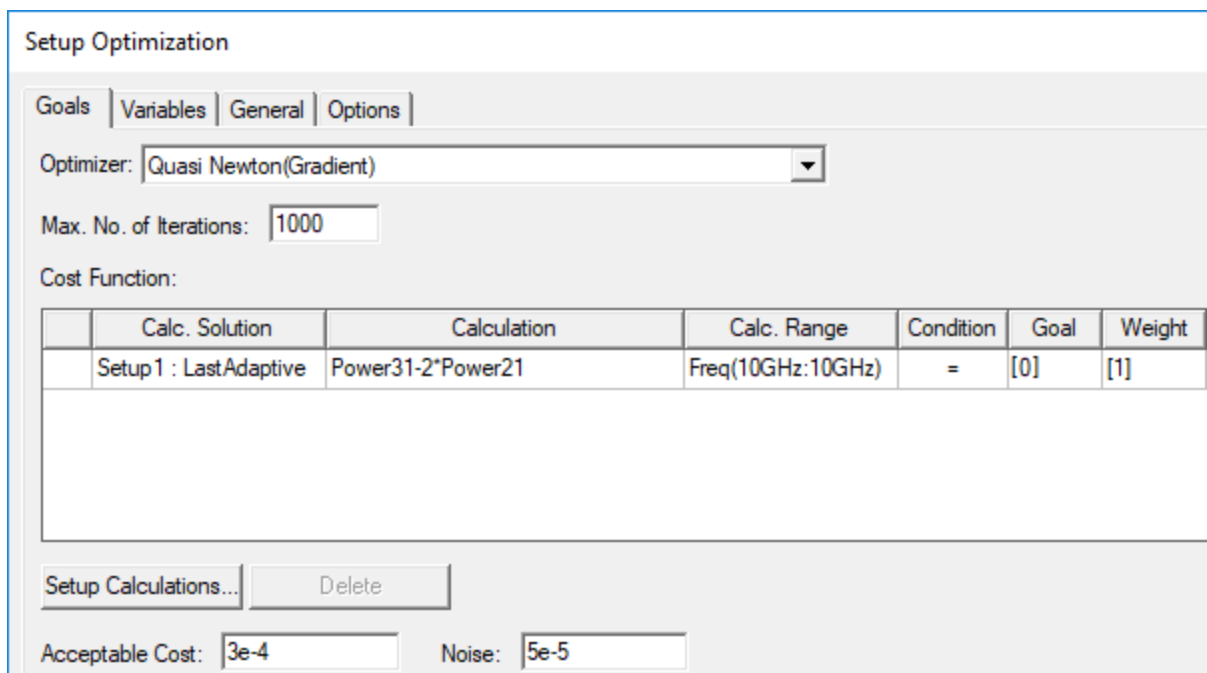 Setup Optimization
Goals Variables General Options
Optimizer: Quasi Newton(Gradient)
Max. No. of Iterations: 1000
Cost Function:
Calc. Solution Calculation Calc. Range Condition Goal Weight
Setup1 : LastAdaptive Power31-2*Power21 Freq(10GHz:10GHz) = [0] [1]
Setup Calculations... Delete
Acceptable Cost: 3e-4 Noise: 5e-5